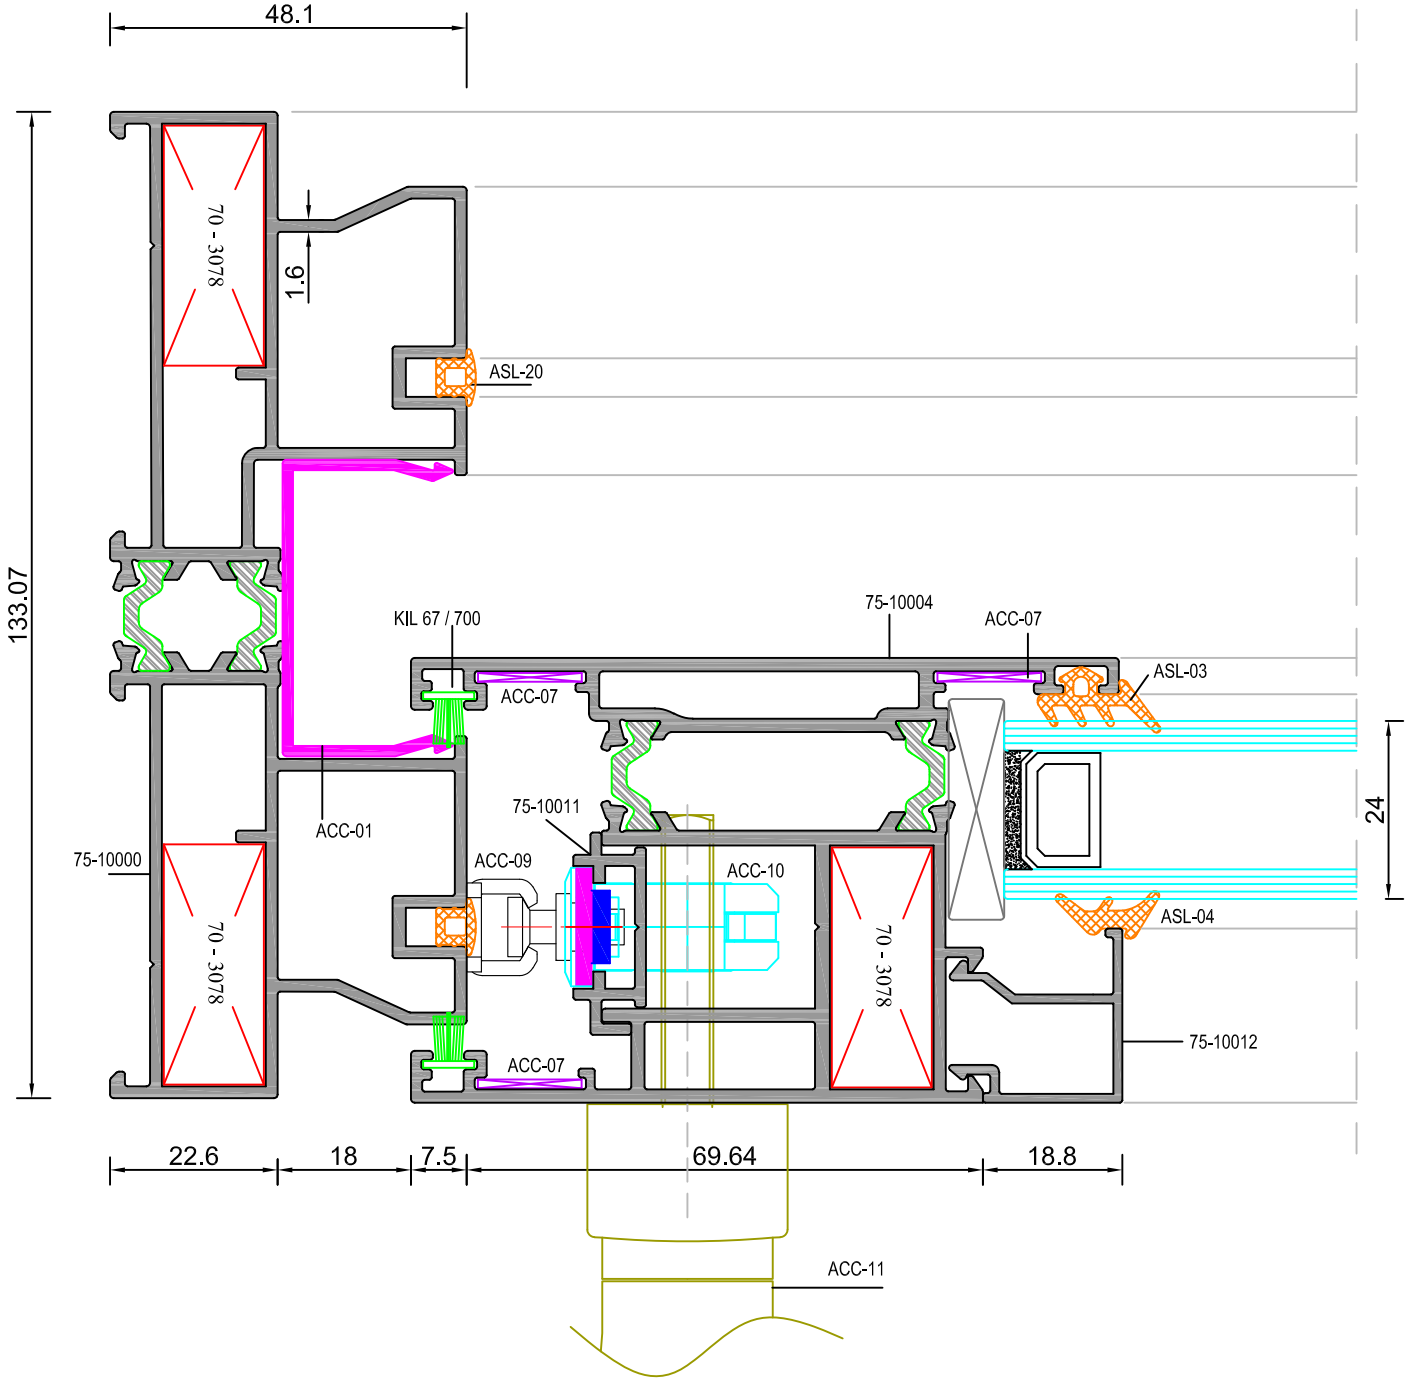 48.1
70 - 3078
1.6
ASL-20
133.07
75-10004
KIL 67 / 700
ACC-07
ASL-03
ACC-07
75-10011
24
ACC-01
75-10000
ACC-09
ACC-10
ASL-04
70 - 3078
70 - 3078
75-10012
ACC-07
22.6
18
7.5
69.64
18.8
ACC-11